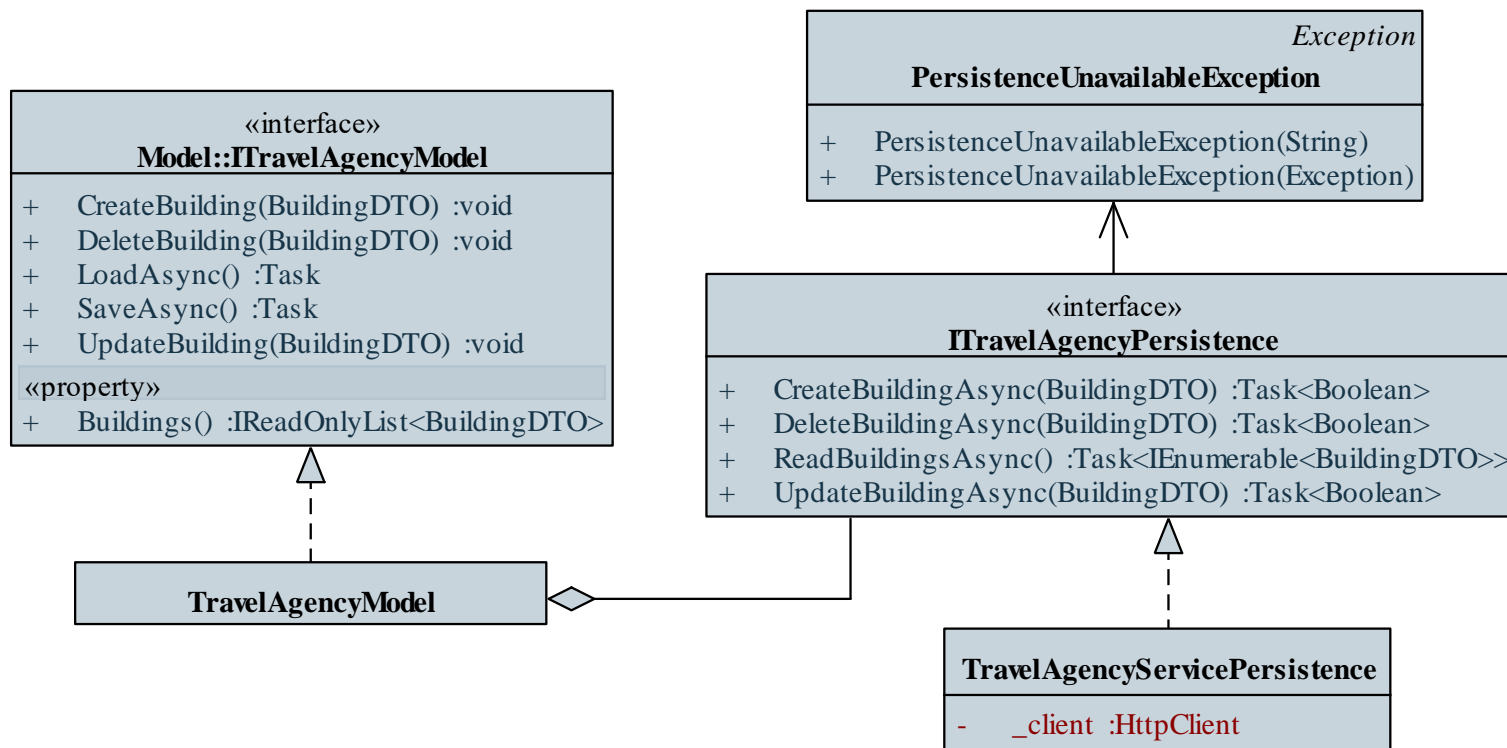 Exception
PersistenceUnavailableException
+ PersistenceUnavailableException(String)
+ PersistenceUnavailableException(Exception)
«interface»
Model::ITravelAgencyModel
+ CreateBuilding(BuildingDTO) :void
+ DeleteBuilding(BuildingDTO) :void
+ LoadAsync() :Task
+ SaveAsync() :Task
+ UpdateBuilding(BuildingDTO) :void
«property»
+ Buildings() :IReadOnlyList<BuildingDTO>
«interface»
ITravelAgencyPersistence
+ CreateBuildingAsync(BuildingDTO) :Task<Boolean>
+ DeleteBuildingAsync(BuildingDTO) :Task<Boolean>
+ ReadBuildingsAsync() :Task<IEnumerable<BuildingDTO>>
+ UpdateBuildingAsync(BuildingDTO) :Task<Boolean>
TravelAgencyModel
TravelAgencyServicePersistence
- _client :HttpClient